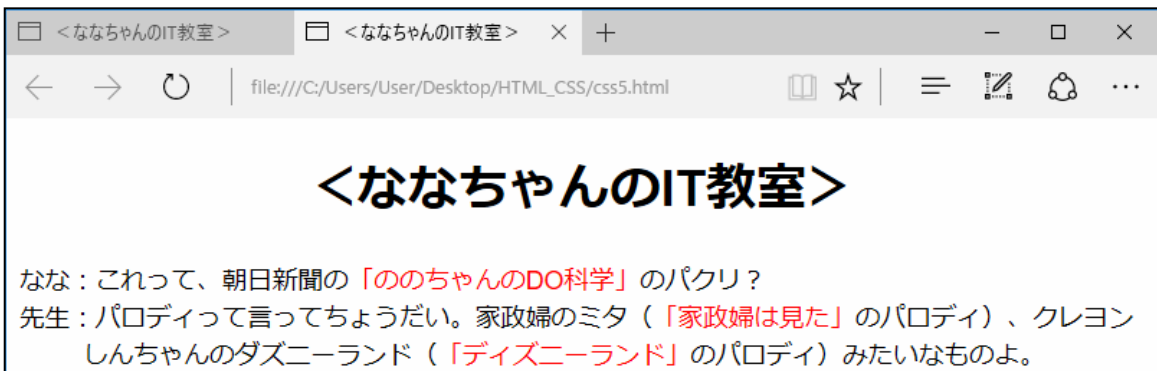 <ななちゃんのIT教室>
<ななちゃんのIT教室>
file:///C:/Users/User/Desktop/HTML_CSS/css5.html
<ななちゃんのIT教室>
なな：これって、朝日新聞の「ののちゃんのDO科学」のパクリ？
先生：パロディって言ってちょうだい。家政婦のミタ（「家政婦は見た」のパロディ）、クレヨン
しんちゃんのダズニーランド（「ディズニーランド」のパロディ）みたいなものよ。